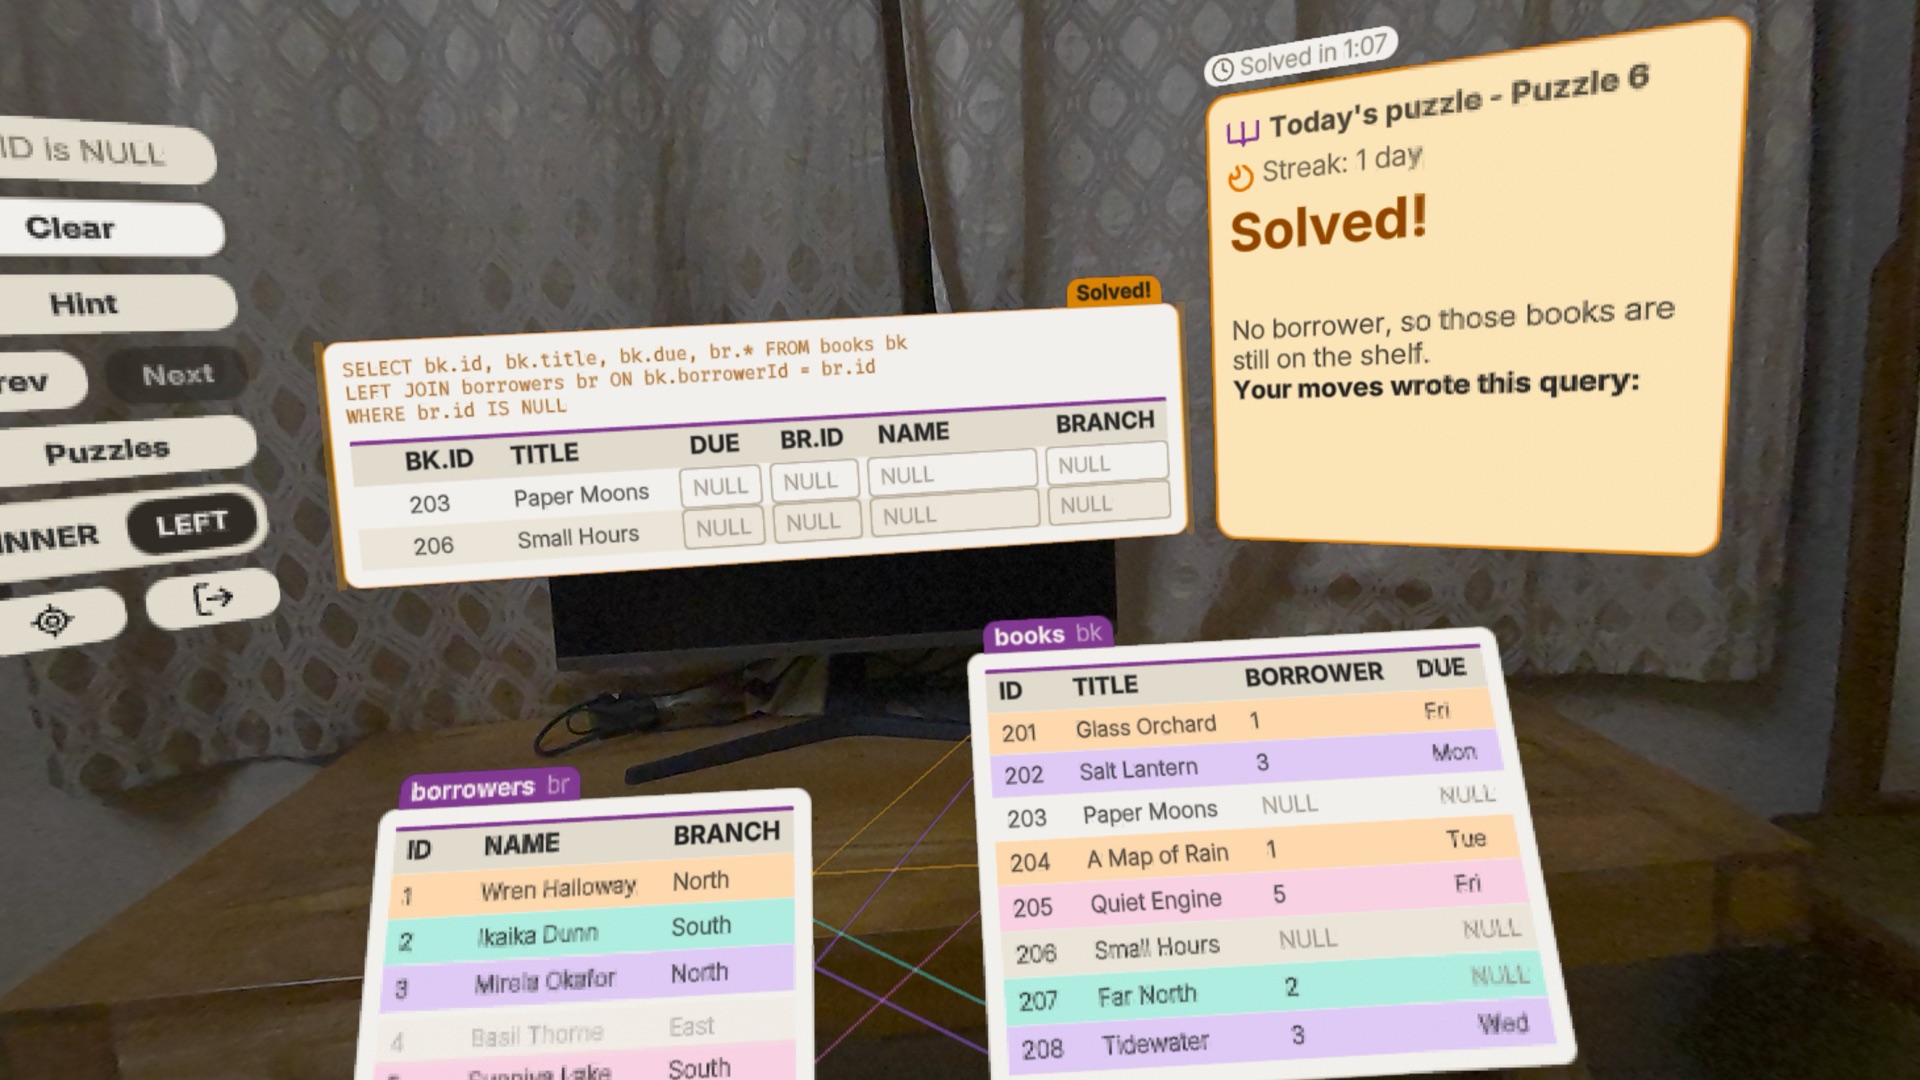 ID is NULL
Clear
Hint
rev
Next
Puzzles
INNER
LEFT
Solved in 1:07
Today's puzzle - Puzzle 6
Streak: 1 day
Solved!
No borrower, so those books are
still on the shelf.
Your moves wrote this query:
Solved!
SELECT bk.id, bk.title, bk.due, br.* FROM books bk
LEFT JOIN borrowers br ON bk.borrowerId = br.id
WHERE br.id IS NULL
BK.ID TITLE DUE BR.ID NAME BRANCH
203 Paper Moons NULL NULL NULL NULL
206 Small Hours NULL NULL NULL NULL
borrowers br
ID NAME BRANCH
1 Wren Halloway North
2 Ikaika Dunn South
3 Mirela Okafor North
4 Basil Thorne East
Lake South
books bk
ID TITLE BORROWER DUE
201 Glass Orchard 1 Fri
202 Salt Lantern 3 Mon
203 Paper Moons NULL NULL
204 A Map of Rain 1 Tue
205 Quiet Engine 5 Fri
206 Small Hours NULL NULL
207 Far North 2 NULL
208 Tidewater 3 Wed